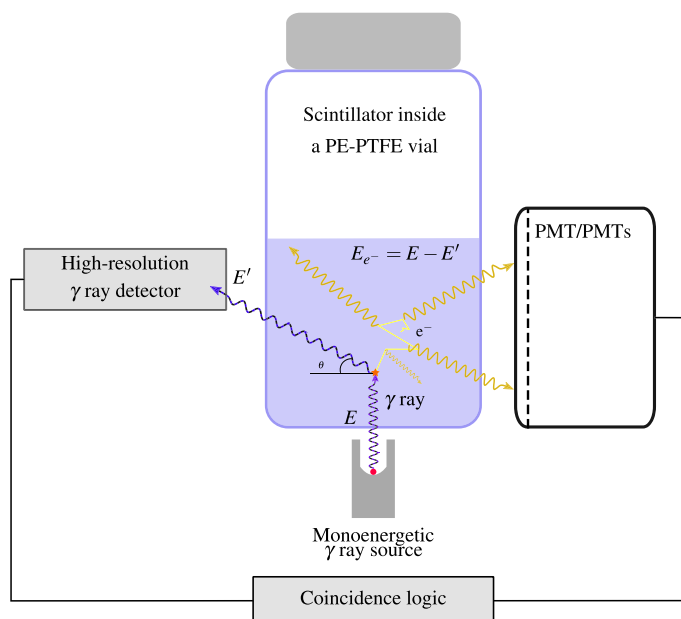 Scintillator inside
a PE-PTFE vial
PMT/PMTs
E_{e^-} = E − E′
High-resolution
γ ray detector
E′
e⁻
θ
γ ray
E
Monoenergetic
γ ray source
Coincidence logic